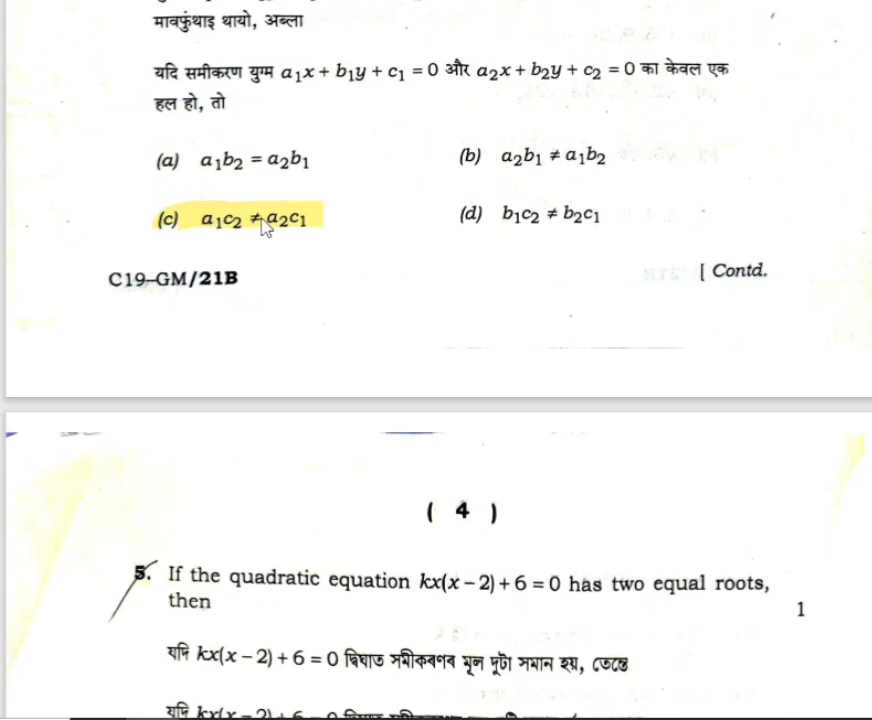 मावफुंथाइ थायो, अब्ला
यदि समीकरण युग्म a₁x + b₁y + c₁ = 0 और a₂x + b₂y + c₂ = 0 का केवल एक
हल हो, तो
(a) a₁b₂ = a₂b₁ (b) a₂b₁ ≠ a₁b₂
(c) a₁c₂ ≠ a₂c₁ (d) b₁c₂ ≠ b₂c₁
C19–GM/21B [ Contd.
( 4 )
5. If the quadratic equation kx(x – 2) + 6 = 0 has two equal roots,
then 1
যদি kx(x – 2) + 6 = 0 দ্বিঘাত সমীকৰণৰ মূল দুটা সমান হয়, তেন্তে